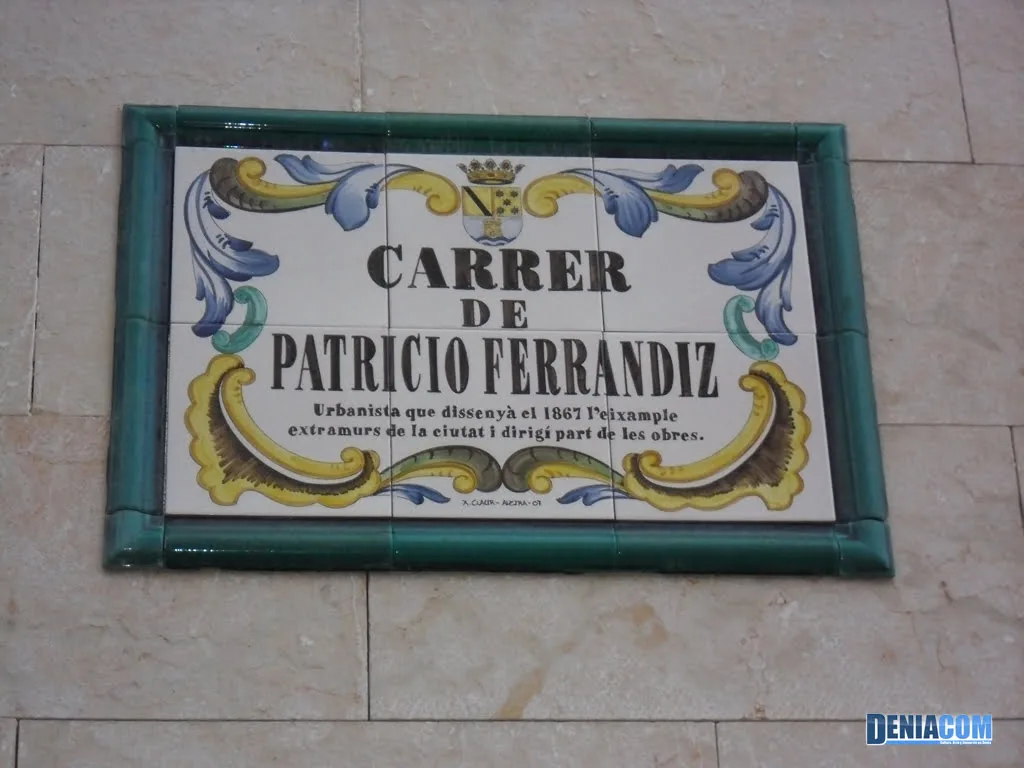 CARRER
DE
PATRICIO FERRANDIZ
Urbanista que dissenyà el 1867 l'eixample
extramurs de la ciutat i dirigí part de les obres.
DENIACOM